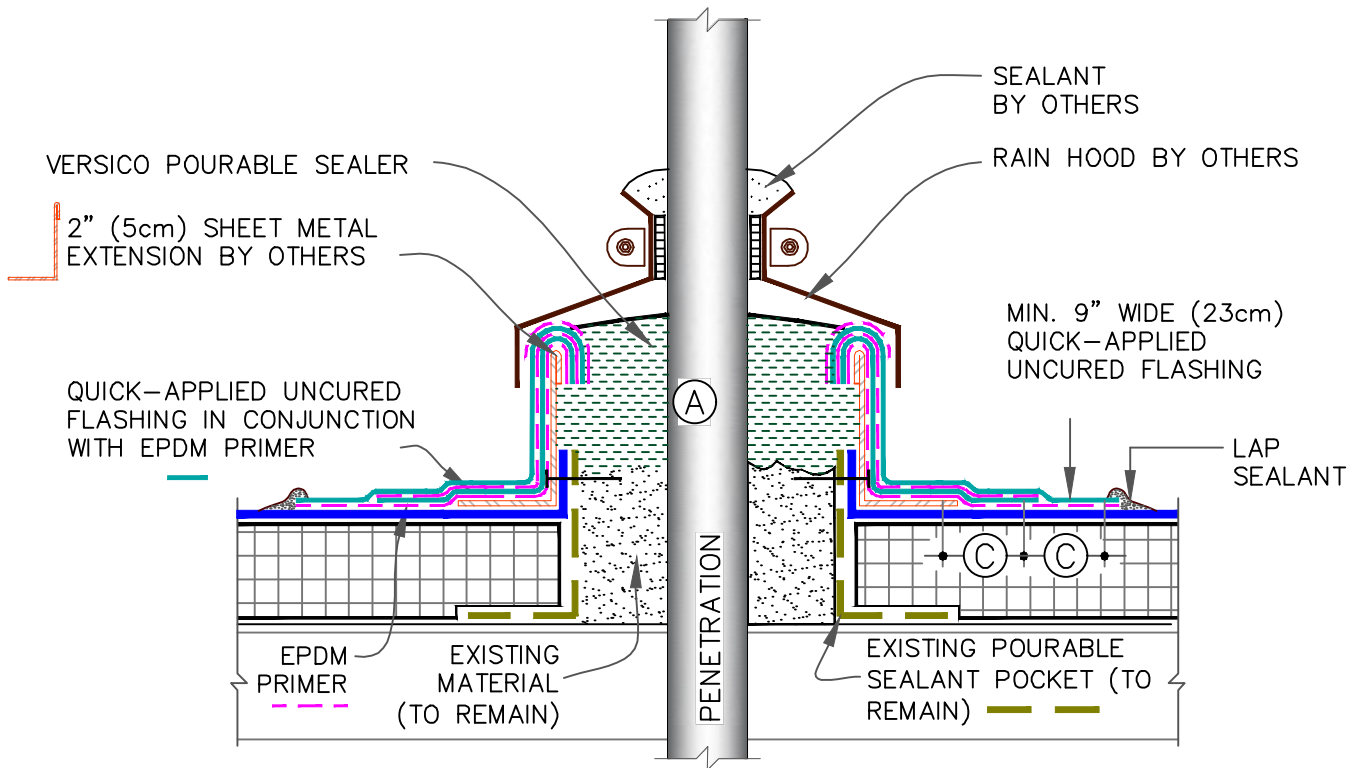 SEALANT
BY OTHERS
RAIN HOOD BY OTHERS
VERSICO POURABLE SEALER
2” (5cm) SHEET METAL
EXTENSION BY OTHERS
MIN. 9” WIDE (23cm)
QUICK–APPLIED
UNCURED FLASHING
QUICK–APPLIED UNCURED
FLASHING IN CONJUNCTION
WITH EPDM PRIMER
A
LAP
SEALANT
C
C
PENETRATION
EPDM
PRIMER
EXISTING
MATERIAL
(TO REMAIN)
EXISTING POURABLE
SEALANT POCKET (TO
REMAIN)